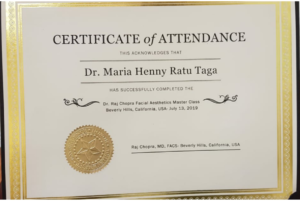 CERTIFICATE of ATTENDANCE
THIS ACKNOWLEDGES THAT
Dr. Maria Henny Ratu Taga
HAS SUCCESSFULLY COMPLETED THE
Dr. Raj Chopra Facial Aesthetics Master Class
Beverly Hills, California, USA July 13, 2019
Raj Chopra, MD, FACS. Beverly Hills, California, USA